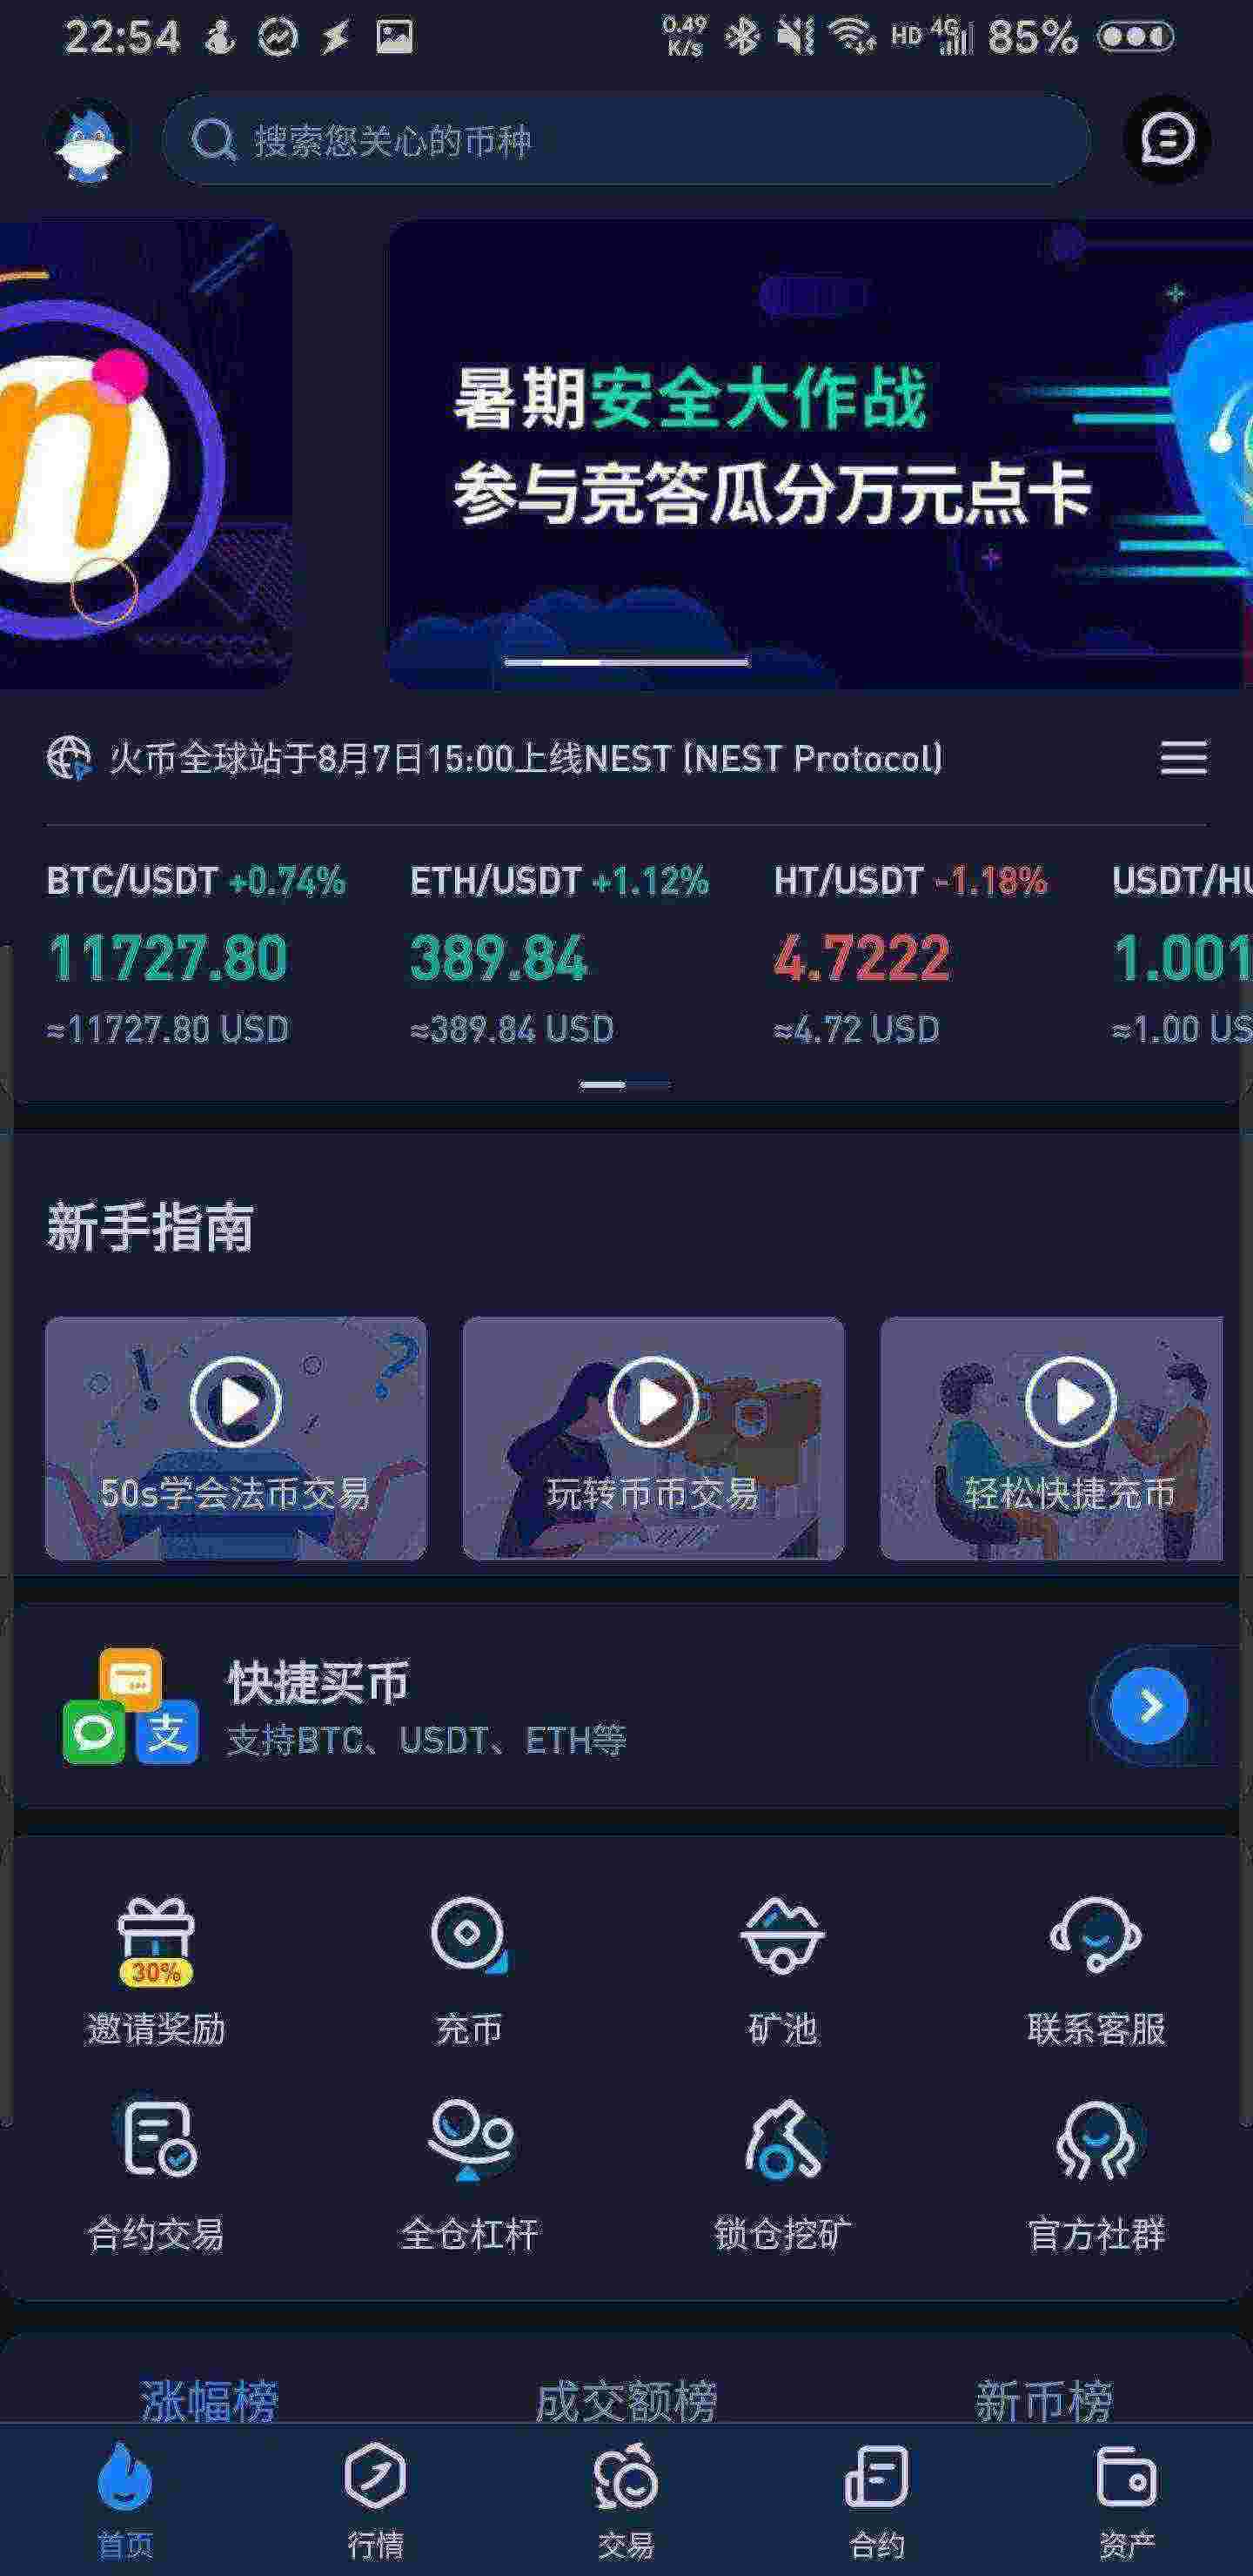 22:54
0.49 K/s HD 4G 85%
搜索您关心的币种
n
暑期安全大作战
参与竞答瓜分万元点卡
火币全球站于8月7日15:00上线NEST (NEST Protocol)
BTC/USDT +0.74% ETH/USDT +1.12% HT/USDT -1.18% USDT/HU
11727.80 389.84 4.7222 1.001
≈11727.80 USD ≈389.84 USD ≈4.72 USD ≈1.00 US
新手指南
50s学会法币交易 玩转币币交易 轻松快捷充币
快捷买币
支 支持BTC、USDT、ETH等
30%
邀请奖励 充币 矿池 联系客服
合约交易 全仓杠杆 锁仓挖矿 官方社群
涨幅榜 成交额榜 新币榜
首页 行情 交易 合约 资产